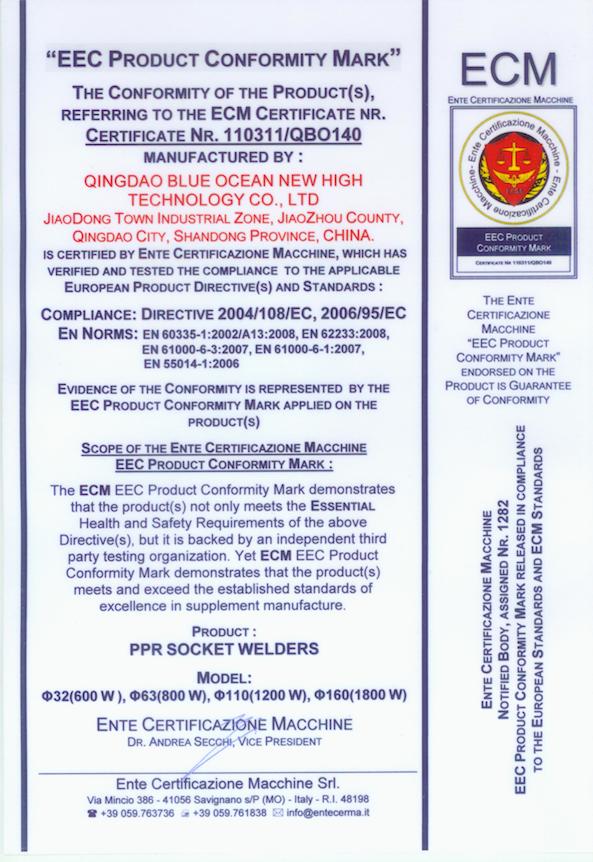 "EEC PRODUCT CONFORMITY MARK"
THE CONFORMITY OF THE PRODUCT(S),
REFERRING TO THE ECM CERTIFICATE NR.
CERTIFICATE NR. 110311/QBO140
MANUFACTURED BY :
QINGDAO BLUE OCEAN NEW HIGH
TECHNOLOGY CO., LTD
JIAODONG TOWN INDUSTRIAL ZONE, JIAOZHOU COUNTY,
QINGDAO CITY, SHANDONG PROVINCE, CHINA.
IS CERTIFIED BY ENTE CERTIFICAZIONE MACCHINE, WHICH HAS
VERIFIED AND TESTED THE COMPLIANCE TO THE APPLICABLE
EUROPEAN PRODUCT DIRECTIVE(S) AND STANDARDS :
COMPLIANCE: DIRECTIVE 2004/108/EC, 2006/95/EC
EN NORMS: EN 60335-1:2002/A13:2008, EN 62233:2008,
EN 61000-6-3:2007, EN 61000-6-1:2007,
EN 55014-1:2006
EVIDENCE OF THE CONFORMITY IS REPRESENTED BY THE
EEC PRODUCT CONFORMITY MARK APPLIED ON THE
PRODUCT(S)
SCOPE OF THE ENTE CERTIFICAZIONE MACCHINE
EEC PRODUCT CONFORMITY MARK :
The ECM EEC Product Conformity Mark demonstrates
that the product(s) not only meets the ESSENTIAL
Health and Safety Requirements of the above
Directive(s), but it is backed by an independent third
party testing organization. Yet ECM EEC Product
Conformity Mark demonstrates that the product(s)
meets and exceed the established standards of
excellence in supplement manufacture.
PRODUCT :
PPR SOCKET WELDERS
MODEL:
Φ32(600 W ), Φ63(800 W), Φ110(1200 W), Φ160(1800 W)
ENTE CERTIFICAZIONE MACCHINE
DR. ANDREA SECCHI, VICE PRESIDENT
Ente Certificazione Macchine Srl.
Via Mincio 386 - 41056 Savignano s/P (MO) - Italy - R.I. 48198
☎ +39 059.763736 +39 059.761838 ✉ info@entecerma.it
ECM
ENTE CERTIFICAZIONE MACCHINE
Ente Certificazione Macchine - Ente Certificazione Macchine -
EEC PRODUCT
CONFORMITY MARK
CERTIFICATE NR 110311/QBO140
THE ENTE
CERTIFICAZIONE
MACCHINE
"EEC PRODUCT
CONFORMITY MARK"
ENDORSED ON THE
PRODUCT IS GUARANTEE
OF CONFORMITY
ENTE CERTIFICAZIONE MACCHINE
NOTIFIED BODY, ASSIGNED NR. 1282
EEC PRODUCT CONFORMITY MARK RELEASED IN COMPLIANCE
TO THE EUROPEAN STANDARDS AND ECM STANDARDS